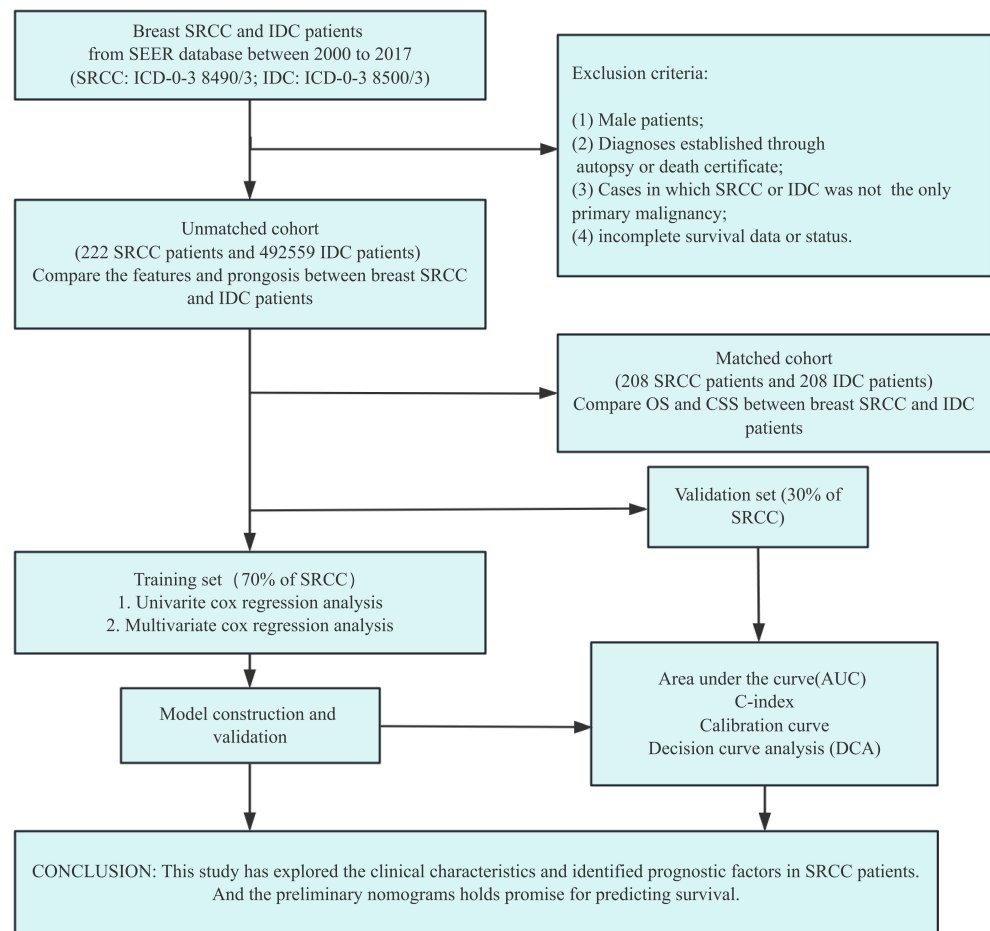 Breast SRCC and IDC patients
from SEER database between 2000 to 2017
(SRCC: ICD-0-3 8490/3; IDC: ICD-0-3 8500/3)
Exclusion criteria:
(1) Male patients;
(2) Diagnoses established through
autopsy or death certificate;
(3) Cases in which SRCC or IDC was not the only
primary malignancy;
(4) incomplete survival data or status.
Unmatched cohort
(222 SRCC patients and 492559 IDC patients)
Compare the features and prongosis between breast SRCC
and IDC patients
Matched cohort
(208 SRCC patients and 208 IDC patients)
Compare OS and CSS between breast SRCC and IDC
patients
Validation set (30% of
SRCC)
Training set（70% of SRCC）
1. Univarite cox regression analysis
2. Multivariate cox regression analysis
Model construction and
validation
Area under the curve(AUC)
C-index
Calibration curve
Decision curve analysis (DCA)
CONCLUSION: This study has explored the clinical characteristics and identified prognostic factors in SRCC patients.
And the preliminary nomograms holds promise for predicting survival.